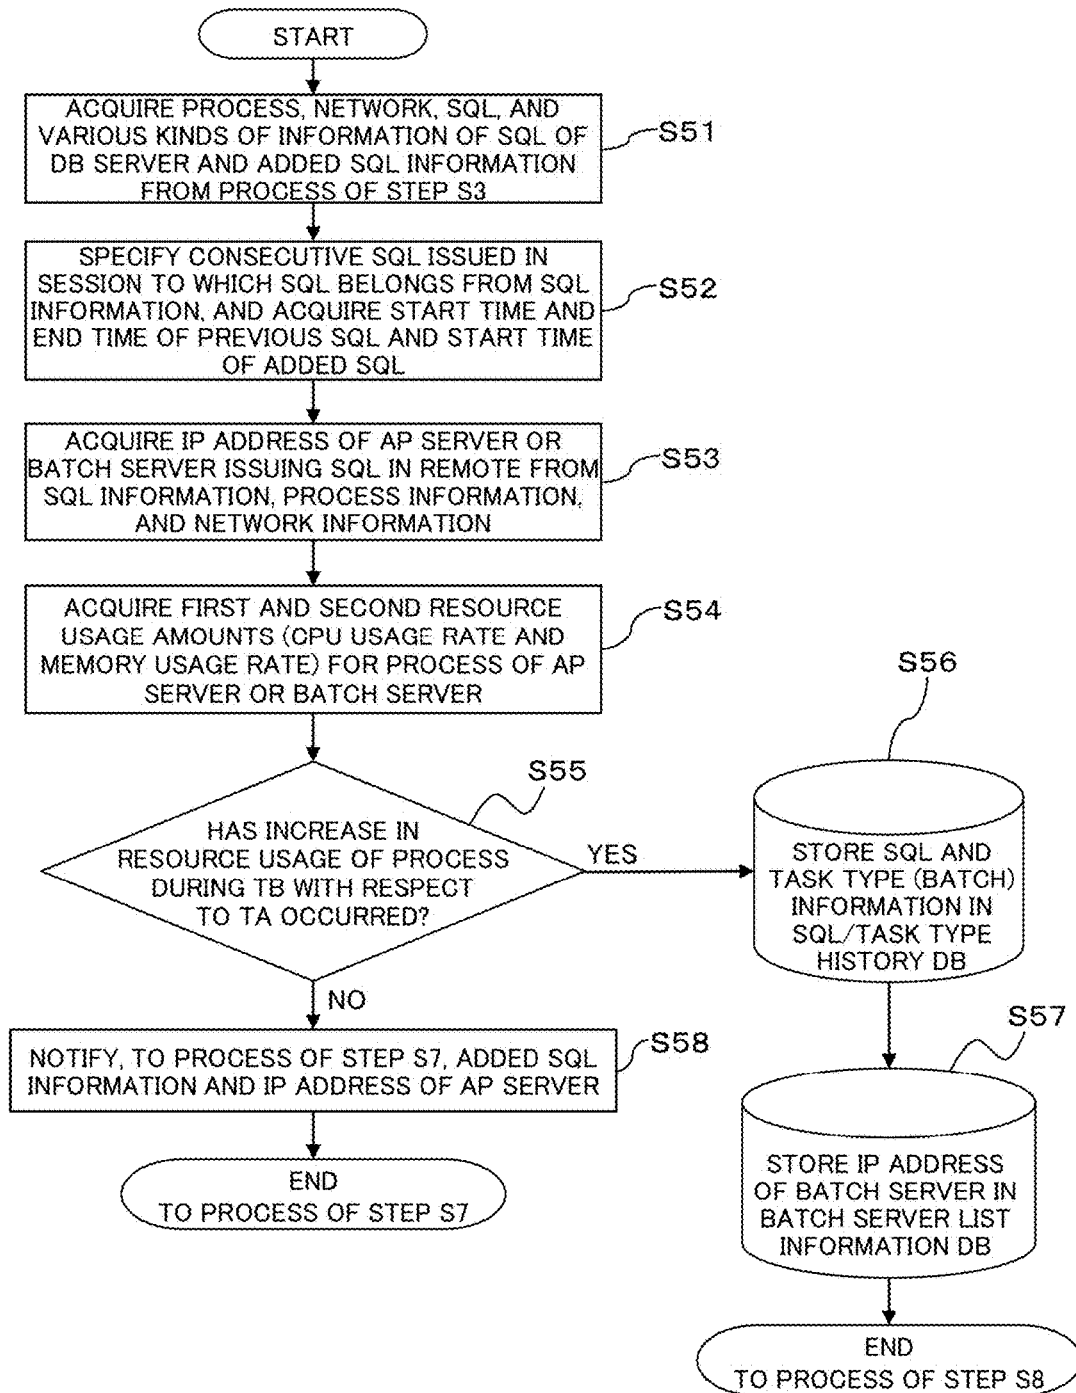 START
ACQUIRE PROCESS, NETWORK, SQL, AND
VARIOUS KINDS OF INFORMATION OF SQL OF
DB SERVER AND ADDED SQL INFORMATION
FROM PROCESS OF STEP S3
S51
SPECIFY CONSECUTIVE SQL ISSUED IN
SESSION TO WHICH SQL BELONGS FROM SQL
INFORMATION, AND ACQUIRE START TIME AND
END TIME OF PREVIOUS SQL AND START TIME
OF ADDED SQL
S52
ACQUIRE IP ADDRESS OF AP SERVER OR
BATCH SERVER ISSUING SQL IN REMOTE FROM
SQL INFORMATION, PROCESS INFORMATION,
AND NETWORK INFORMATION
S53
ACQUIRE FIRST AND SECOND RESOURCE
USAGE AMOUNTS (CPU USAGE RATE AND
MEMORY USAGE RATE) FOR PROCESS OF AP
SERVER OR BATCH SERVER
S54
HAS INCREASE IN
RESOURCE USAGE OF PROCESS
DURING TB WITH RESPECT
TO TA OCCURRED?
S55
YES
S56
STORE SQL AND
TASK TYPE (BATCH)
INFORMATION IN
SQL/TASK TYPE
HISTORY DB
NO
S57
STORE IP ADDRESS
OF BATCH SERVER IN
BATCH SERVER LIST
INFORMATION DB
END
TO PROCESS OF STEP S8
NOTIFY, TO PROCESS OF STEP S7, ADDED SQL
INFORMATION AND IP ADDRESS OF AP SERVER
S58
END
TO PROCESS OF STEP S7